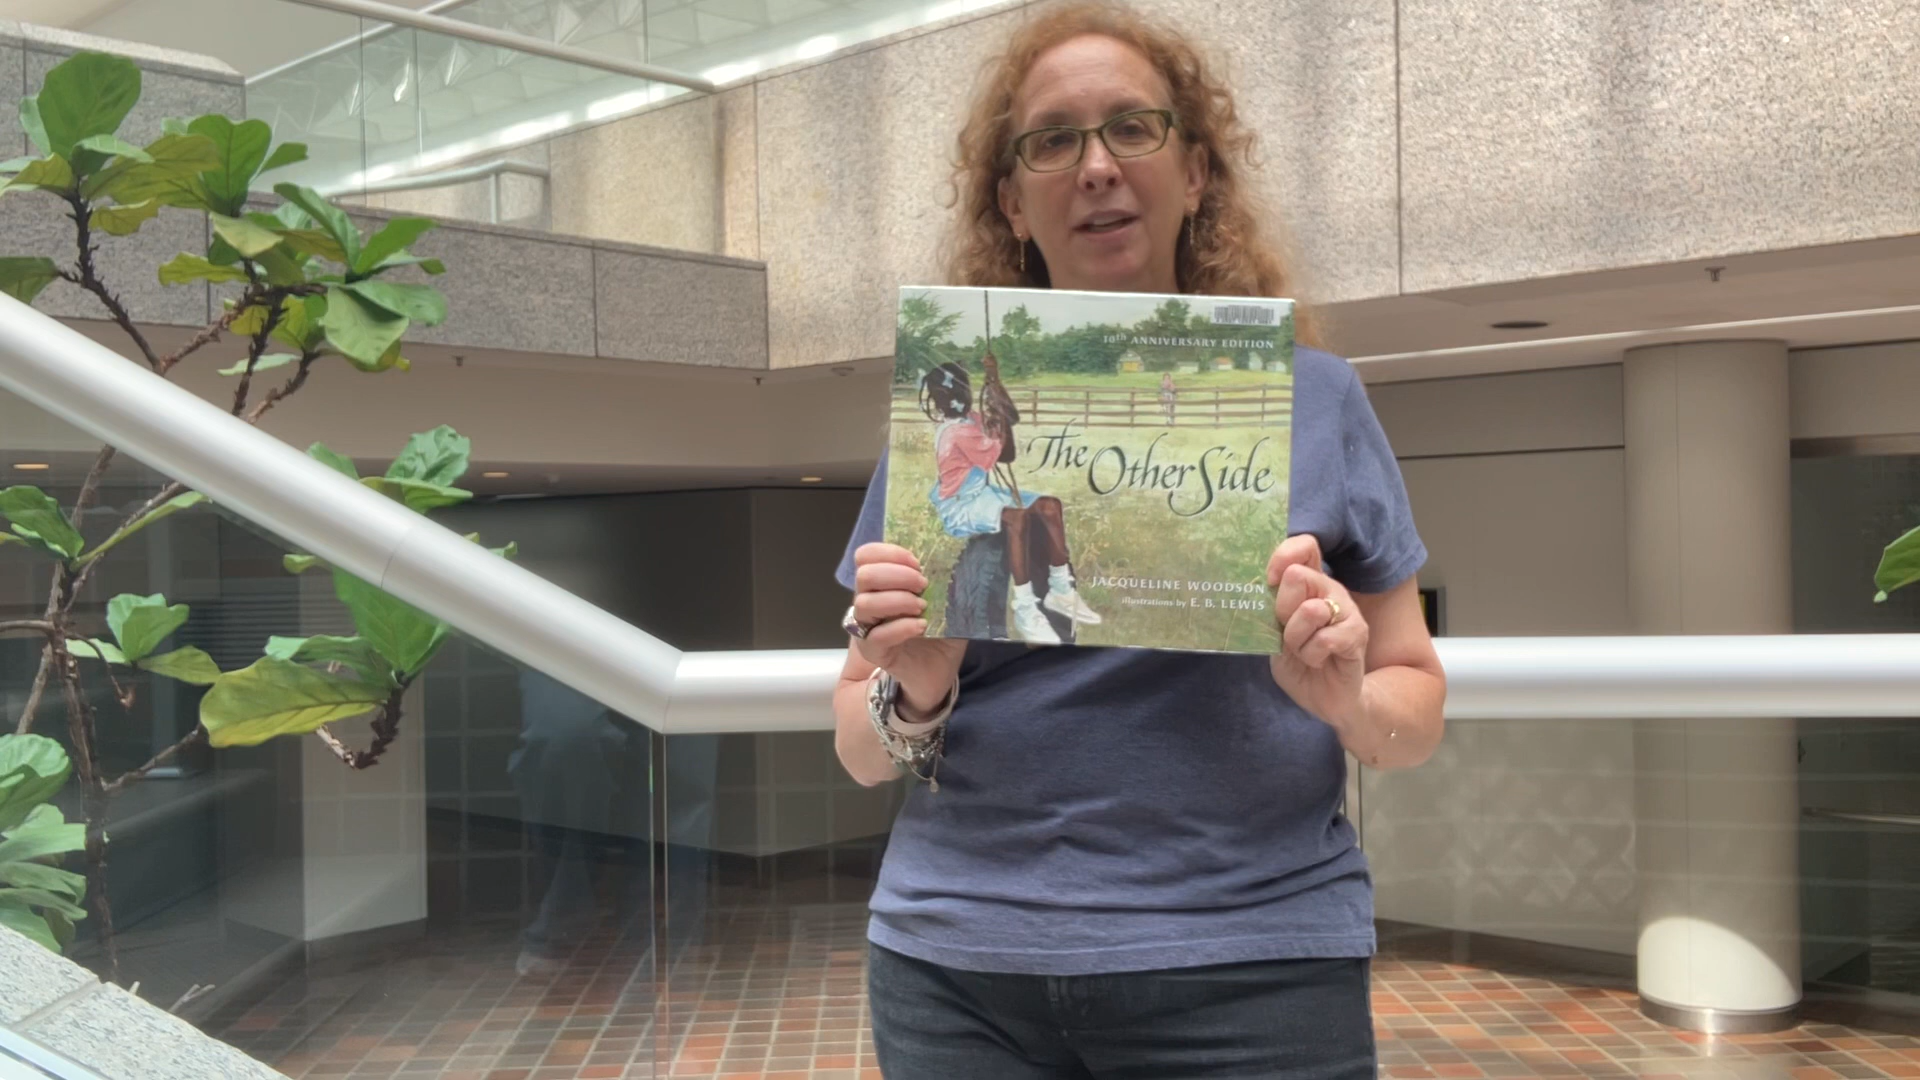 10th ANNIVERSARY EDITION
The Other Side
JACQUELINE WOODSON
illustrations by E. B. LEWIS